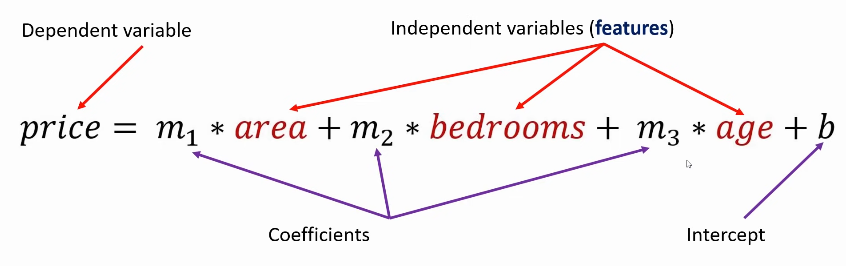 Dependent variable
Independent variables (features)
price = m₁ * area + m₂ * bedrooms + m₃ * age + b
Coefficients
Intercept